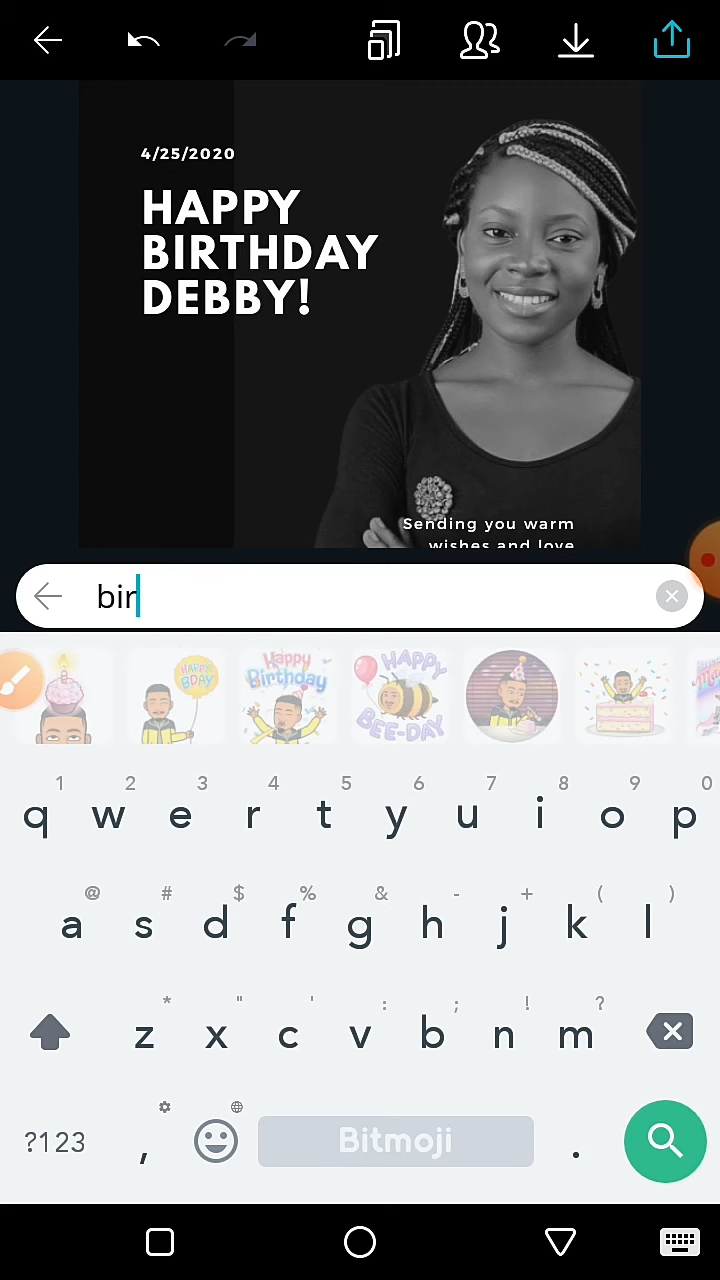 4/25/2020
HAPPY
BIRTHDAY
DEBBY!
Sending you warm
wishes and love
bir
HAPPY
BDAY
Happy
Birthday
HAPPY
BEE-DAY
1 2 3 4 5 6 7 8 9 0
q w e r t y u i o p
@ # $ % & - + ( )
a s d f g h j k l
* " ' : ; ! ?
z x c v b n m
?123 , Bitmoji .